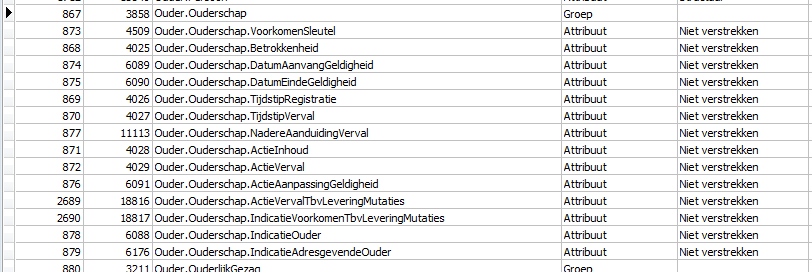 867 3858 Ouder.Ouderschap Groep
873 4509 Ouder.Ouderschap.VoorkomenSleutel Attribuut Niet verstrekken
868 4025 Ouder.Ouderschap.Betrokkenheid Attribuut Niet verstrekken
874 6089 Ouder.Ouderschap.DatumAanvangGeldigheid Attribuut Niet verstrekken
875 6090 Ouder.Ouderschap.DatumEindeGeldigheid Attribuut Niet verstrekken
869 4026 Ouder.Ouderschap.TijdstipRegistratie Attribuut Niet verstrekken
870 4027 Ouder.Ouderschap.TijdstipVerval Attribuut Niet verstrekken
877 11113 Ouder.Ouderschap.NadereAanduidingVerval Attribuut Niet verstrekken
871 4028 Ouder.Ouderschap.ActieInhoud Attribuut Niet verstrekken
872 4029 Ouder.Ouderschap.ActieVerval Attribuut Niet verstrekken
876 6091 Ouder.Ouderschap.ActieAanpassingGeldigheid Attribuut Niet verstrekken
2689 18816 Ouder.Ouderschap.ActieVervalTbvLeveringMutaties Attribuut Niet verstrekken
2690 18817 Ouder.Ouderschap.IndicatieVoorkomenTbvLeveringMutaties Attribuut Niet verstrekken
878 6088 Ouder.Ouderschap.IndicatieOuder Attribuut Niet verstrekken
879 6176 Ouder.Ouderschap.IndicatieAdresgevendeOuder Attribuut Niet verstrekken
880 3211 Ouder.OuderlijkGezag Groep